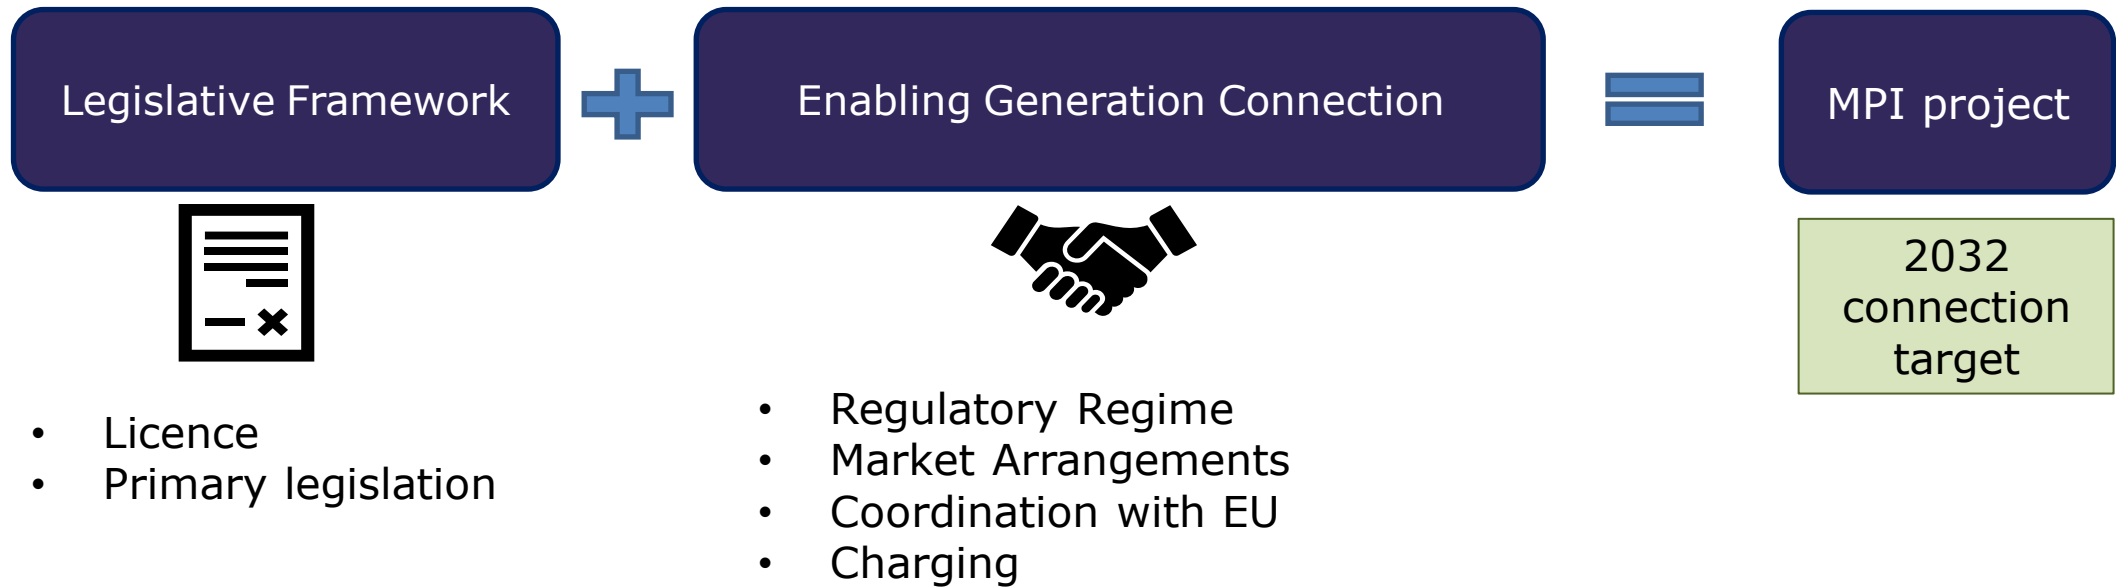 Legislative Framework
Enabling Generation Connection
MPI project
2032
connection
target
• Licence
• Primary legislation
• Regulatory Regime
• Market Arrangements
• Coordination with EU
• Charging